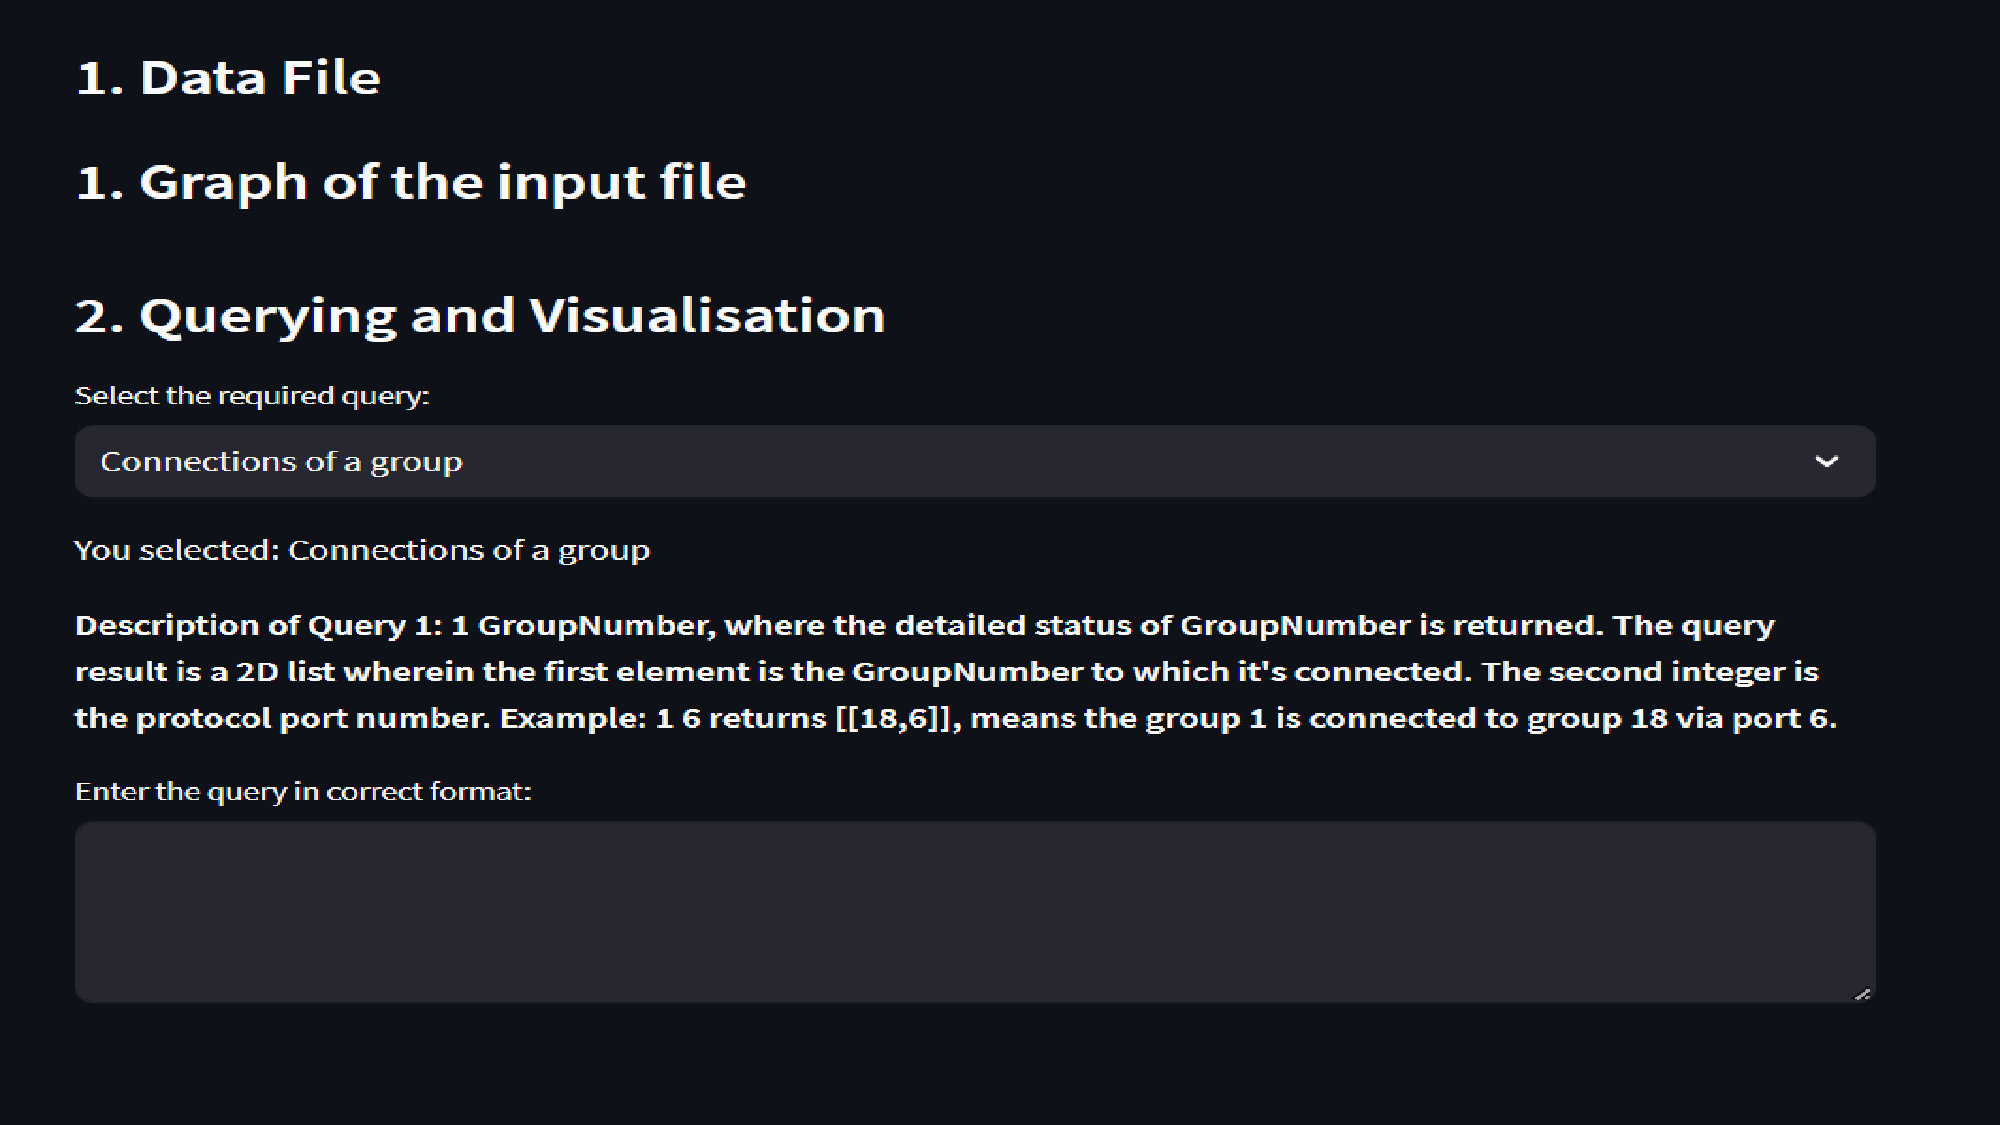 1. Data File
1. Graph of the input file
2. Querying and Visualisation
Select the required query:
Connections of a group
You selected: Connections of a group
Description of Query 1: 1 GroupNumber, where the detailed status of GroupNumber is returned. The query
result is a 2D list wherein the first element is the GroupNumber to which it's connected. The second integer is
the protocol port number. Example: 1 6 returns [[18,6]], means the group 1 is connected to group 18 via port 6.
Enter the query in correct format: